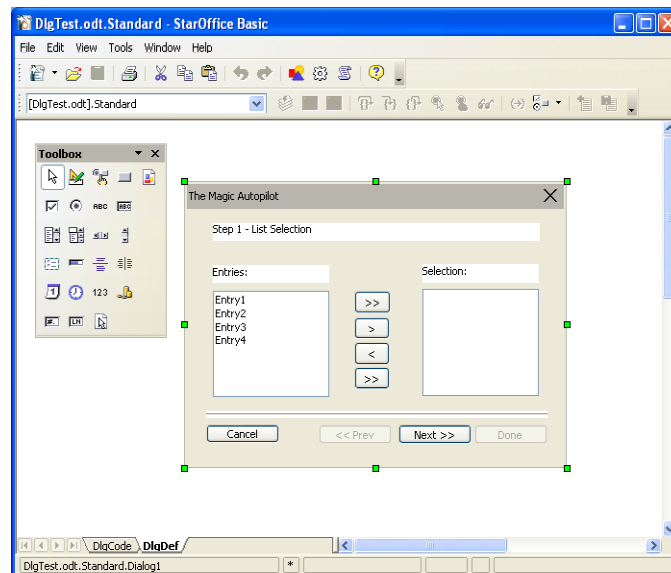 DlgTest.odt.Standard - StarOffice Basic
File Edit View Tools Window Help
[DlgTest.odt].Standard
Toolbox
ABC
123
The Magic Autopilot
Step 1 - List Selection
Entries:
Selection:
Entry1
Entry2
Entry3
Entry4
>>
>
<
>>
Cancel
<< Prev
Next >>
Done
DlgCode
DlgDef
DlgTest.odt.Standard.Dialog1
*